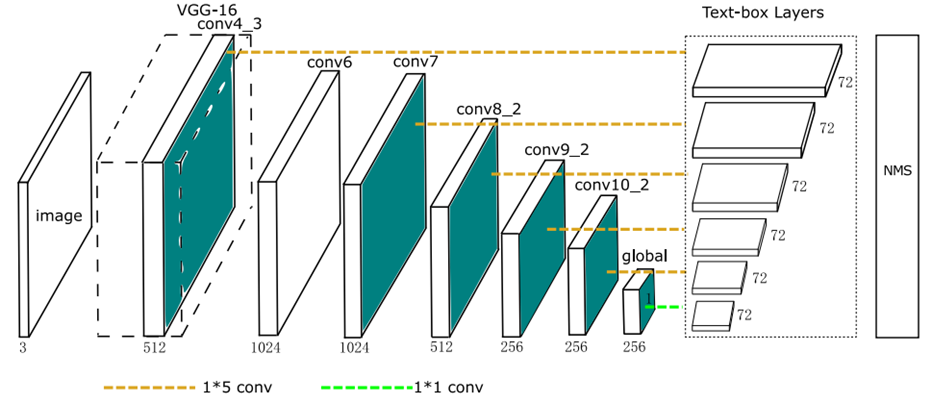 VGG-16
Text-box Layers
conv4_3
conv6
conv7
conv8_2
conv9_2
conv10_2
global
image
1
NMS
72
72
72
72
72
72
3
512
1024
1024
512
256
256
256
1*5 conv
1*1 conv